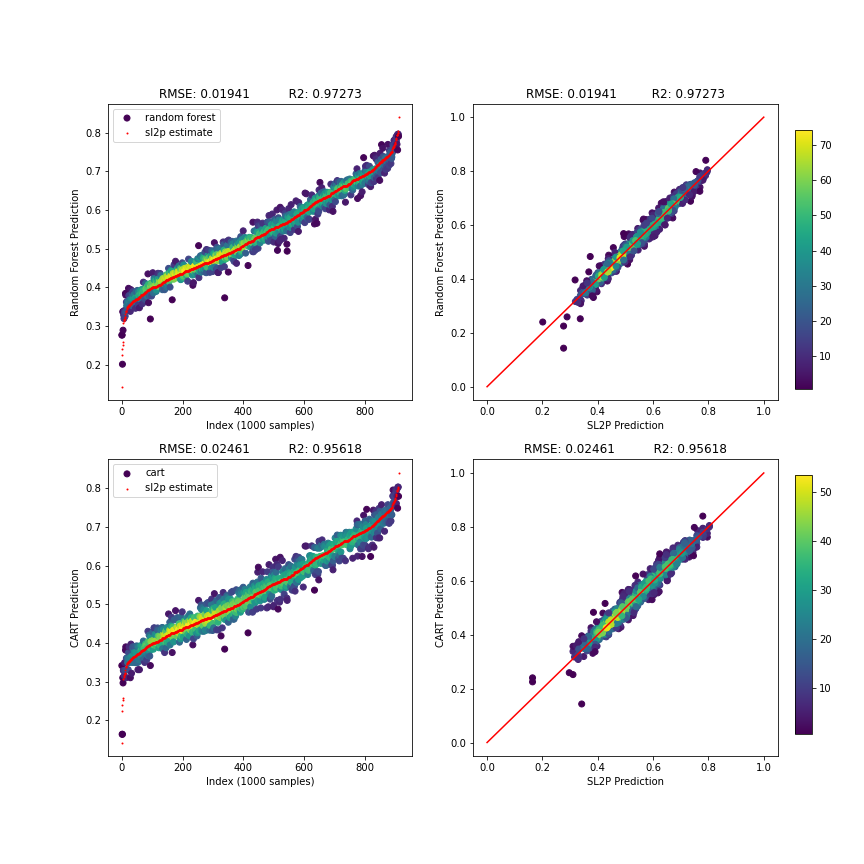 RMSE: 0.01941 R2: 0.97273
random forest
sl2p estimate
0.8
0.7
0.6
0.5
0.4
0.3
0.2
Random Forest Prediction
0 200 400 600 800
Index (1000 samples)
RMSE: 0.01941 R2: 0.97273
1.0
0.8
0.6
0.4
0.2
0.0
Random Forest Prediction
0.0 0.2 0.4 0.6 0.8 1.0
SL2P Prediction
70
60
50
40
30
20
10
RMSE: 0.02461 R2: 0.95618
cart
sl2p estimate
0.8
0.7
0.6
0.5
0.4
0.3
0.2
CART Prediction
0 200 400 600 800
Index (1000 samples)
RMSE: 0.02461 R2: 0.95618
1.0
0.8
0.6
0.4
0.2
0.0
CART Prediction
0.0 0.2 0.4 0.6 0.8 1.0
SL2P Prediction
50
40
30
20
10